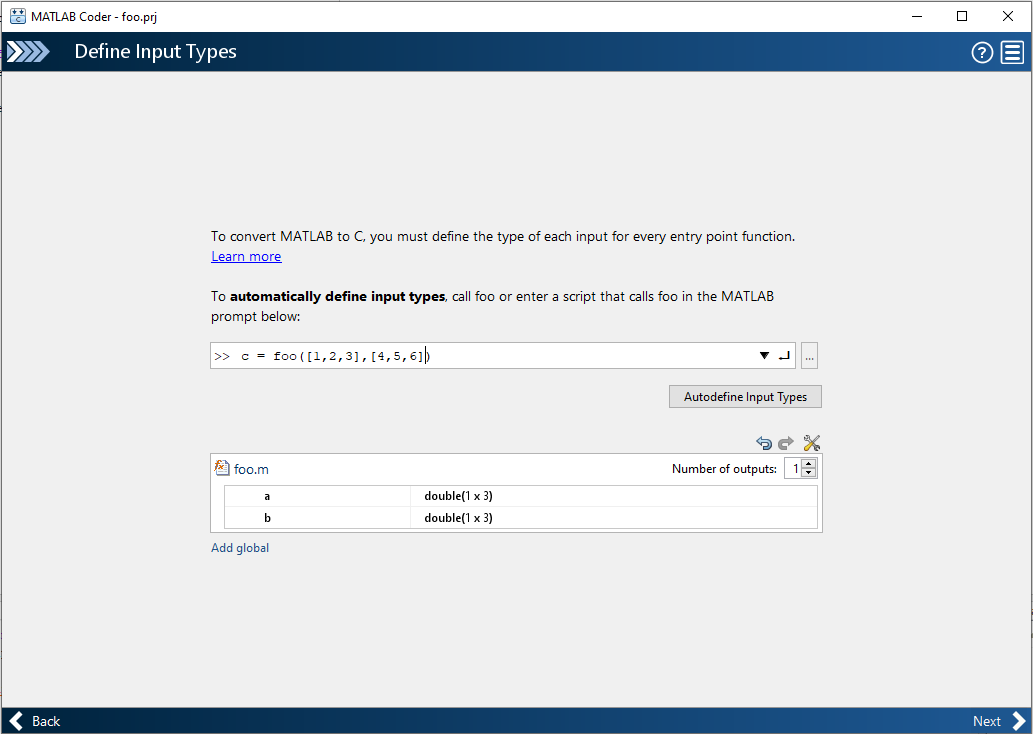 MATLAB Coder - foo.prj
Define Input Types
To convert MATLAB to C, you must define the type of each input for every entry point function.
Learn more
To automatically define input types, call foo or enter a script that calls foo in the MATLAB
prompt below:
>> c = foo([1,2,3],[4,5,6])
...
Autodefine Input Types
foo.m Number of outputs: 1
a double(1 x 3)
b double(1 x 3)
Add global
Back Next